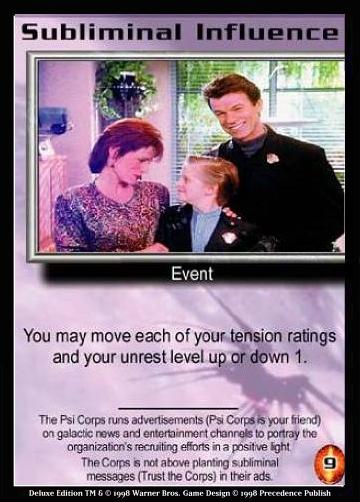 Subliminal Influence
Event
You may move each of your tension ratings
and your unrest level up or down 1.
The Psi Corps runs advertisements (Psi Corps is your friend)
on galactic news and entertainment channels to portray the
organization's recruiting efforts in a positive light.
The Corps is not above planting subliminal
messages (Trust the Corps) in their ads.
9
Deluxe Edition TM & © 1998 Warner Bros. Game Design © 1998 Precedence Publish